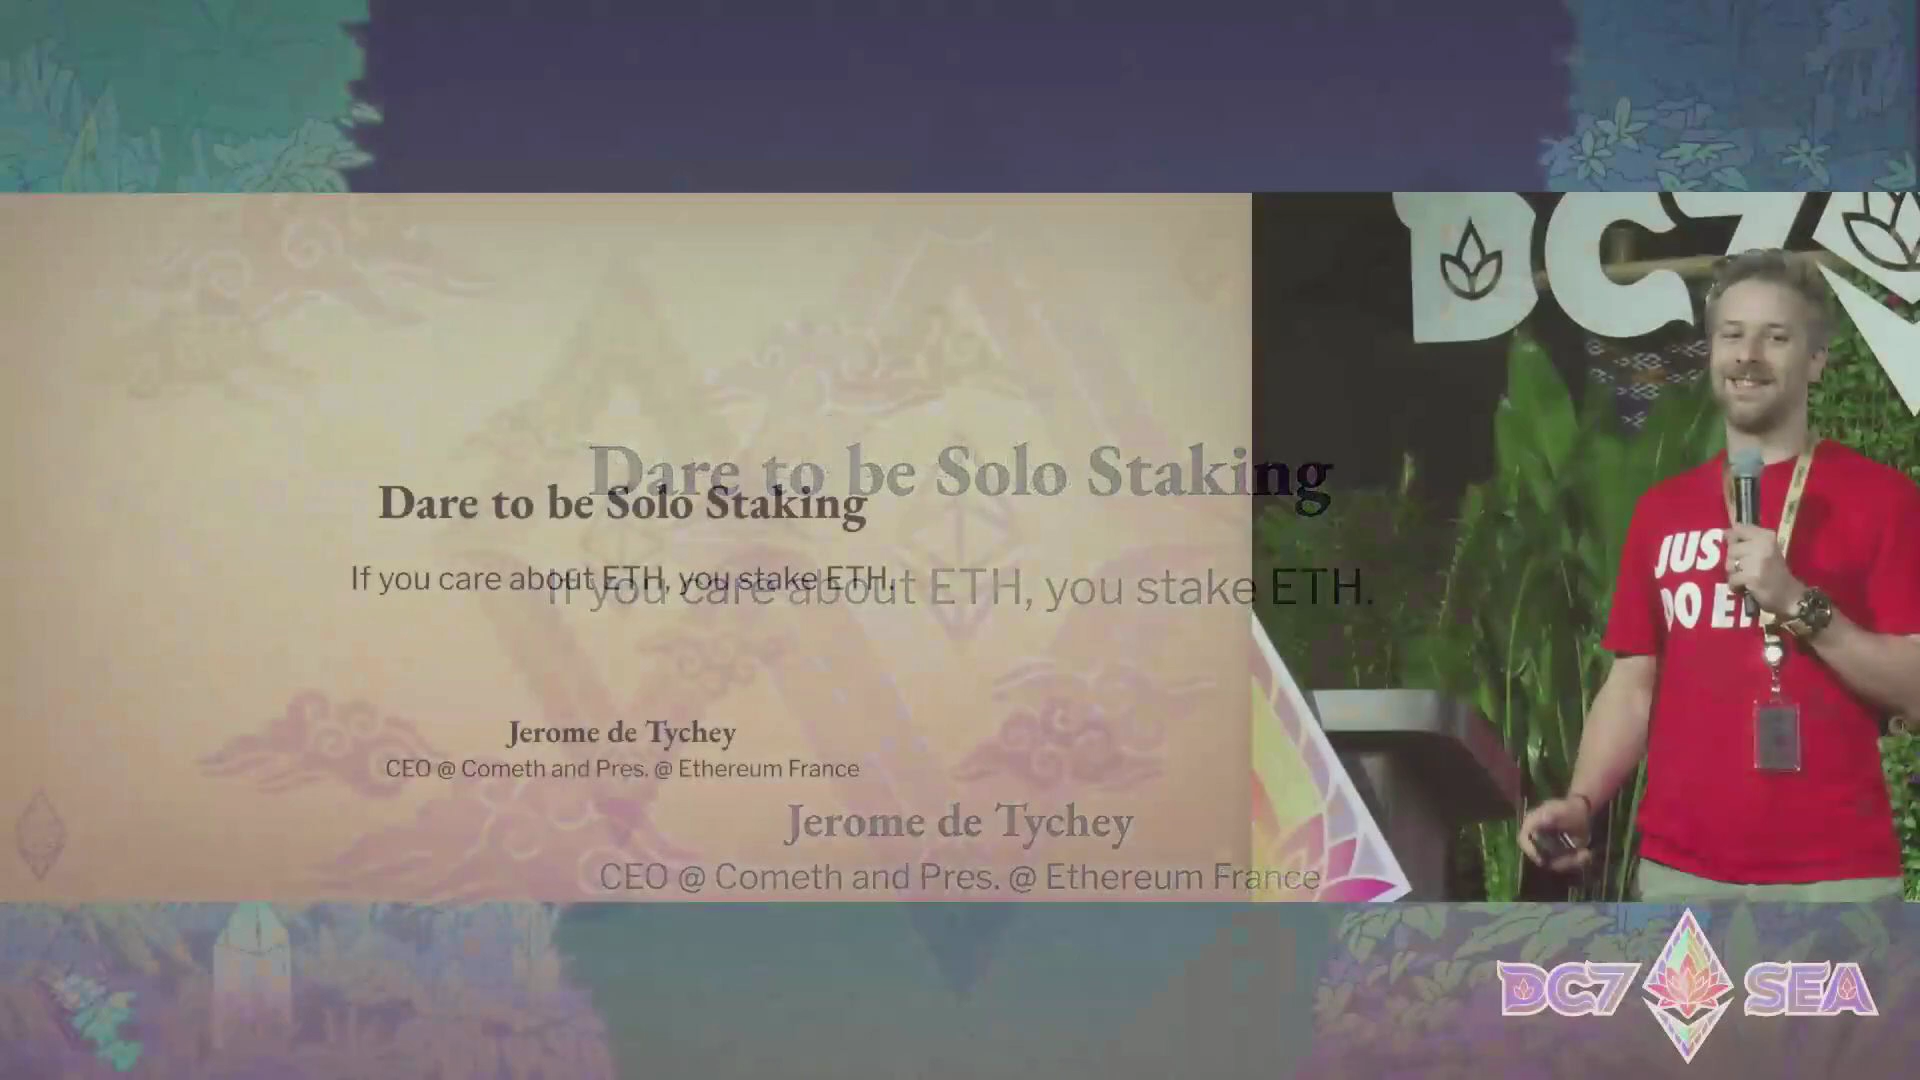 DC7
Dare to be Solo Staking
Dare to be Solo Staking
If you care about ETH, you stake ETH.
If you care about ETH, you stake ETH.
JUS
DO E
Jerome de Tychey
CEO @ Cometh and Pres. @ Ethereum France
Jerome de Tychey
CEO @ Cometh and Pres. @ Ethereum France
DC7 SEA